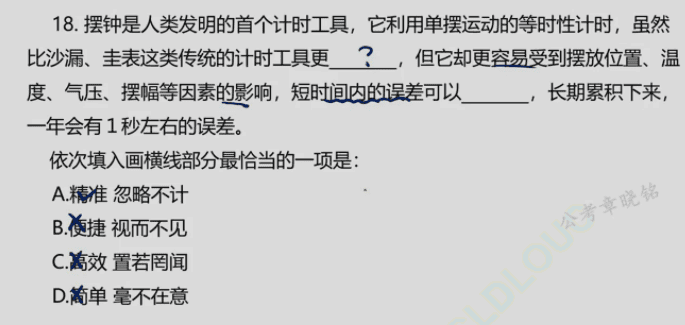 18. 摆钟是人类发明的首个计时工具，它利用单摆运动的等时性计时，虽然
比沙漏、圭表这类传统的计时工具更______，但它却更容易受到摆放位置、温
?
度、气压、摆幅等因素的影响，短时间内的误差可以______，长期累积下来，
一年会有1秒左右的误差。
依次填入画横线部分最恰当的一项是：
A.精准 忽略不计
B.便捷 视而不见
公考章晓铭
C.高效 置若罔闻
D.简单 毫不在意